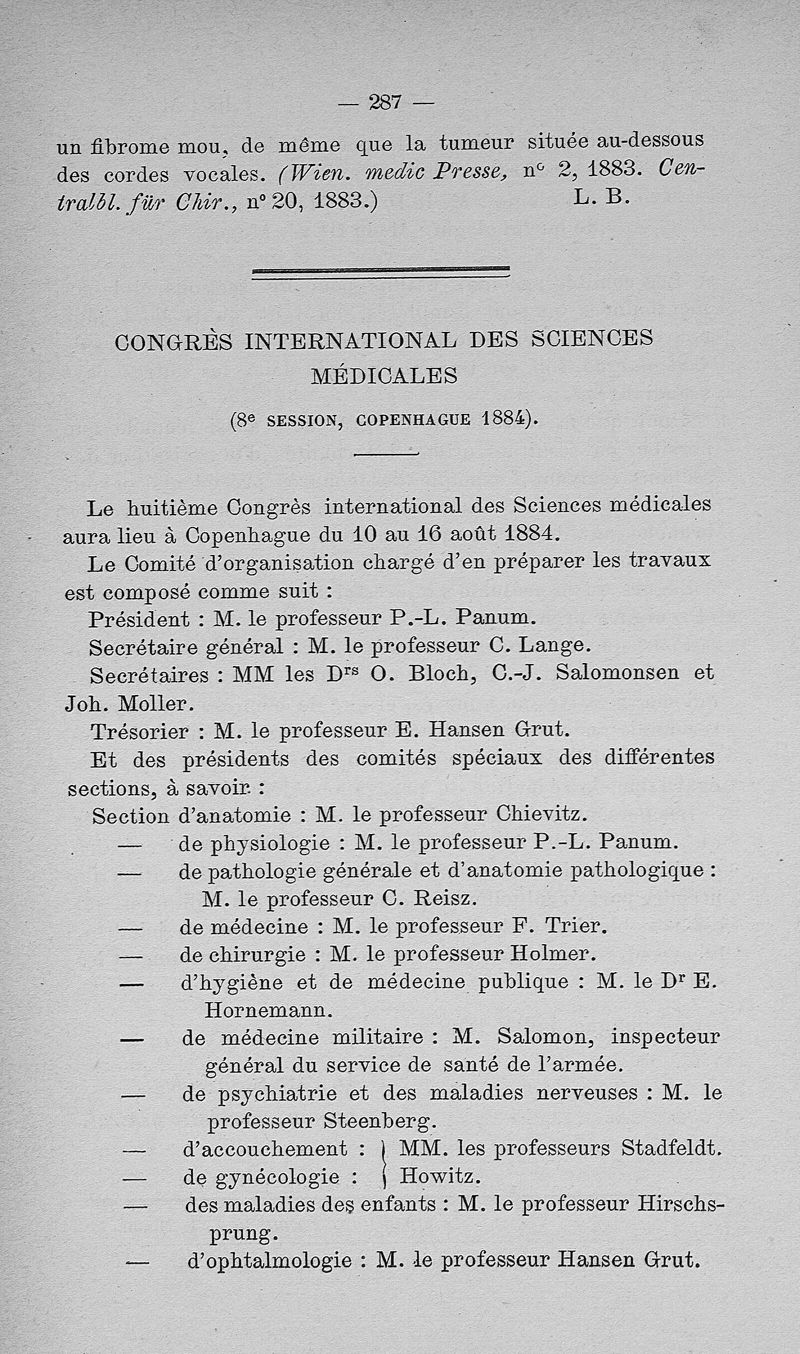 — 287 —
un fibrome mou, de même que la tumeur située au-dessous
des cordes vocales. (Wien. medic Presse, nº 2, 1883. Cen-
tralbl. für Chir., nº 20, 1883.) L. B.
CONGRÈS INTERNATIONAL DES SCIENCES
MÉDICALES
(8e SESSION, COPENHAGUE 1884).
Le huitième Congrès international des Sciences médicales
aura lieu à Copenhague du 10 au 16 août 1884.
Le Comité d'organisation chargé d'en préparer les travaux
est composé comme suit :
Président : M. le professeur P.-L. Panum.
Secrétaire général : M. le professeur C. Lange.
Secrétaires : MM les Drs O. Bloch, C.-J. Salomonsen et
Joh. Moller.
Trésorier : M. le professeur E. Hansen Grut.
Et des présidents des comités spéciaux des différentes
sections, à savoir :
Section d'anatomie : M. le professeur Chievitz.
— de physiologie : M. le professeur P.-L. Panum.
— de pathologie générale et d'anatomie pathologique :
M. le professeur C. Reisz.
— de médecine : M. le professeur F. Trier.
— de chirurgie : M. le professeur Holmer.
— d'hygiène et de médecine publique : M. le Dr E.
Hornemann.
— de médecine militaire : M. Salomon, inspecteur
général du service de santé de l'armée.
— de psychiatrie et des maladies nerveuses : M. le
professeur Steenberg.
— d'accouchement : } MM. les professeurs Stadfeldt.
— de gynécologie : } Howitz.
— des maladies des enfants : M. le professeur Hirschs-
prung.
— d'ophtalmologie : M. le professeur Hansen Grut.